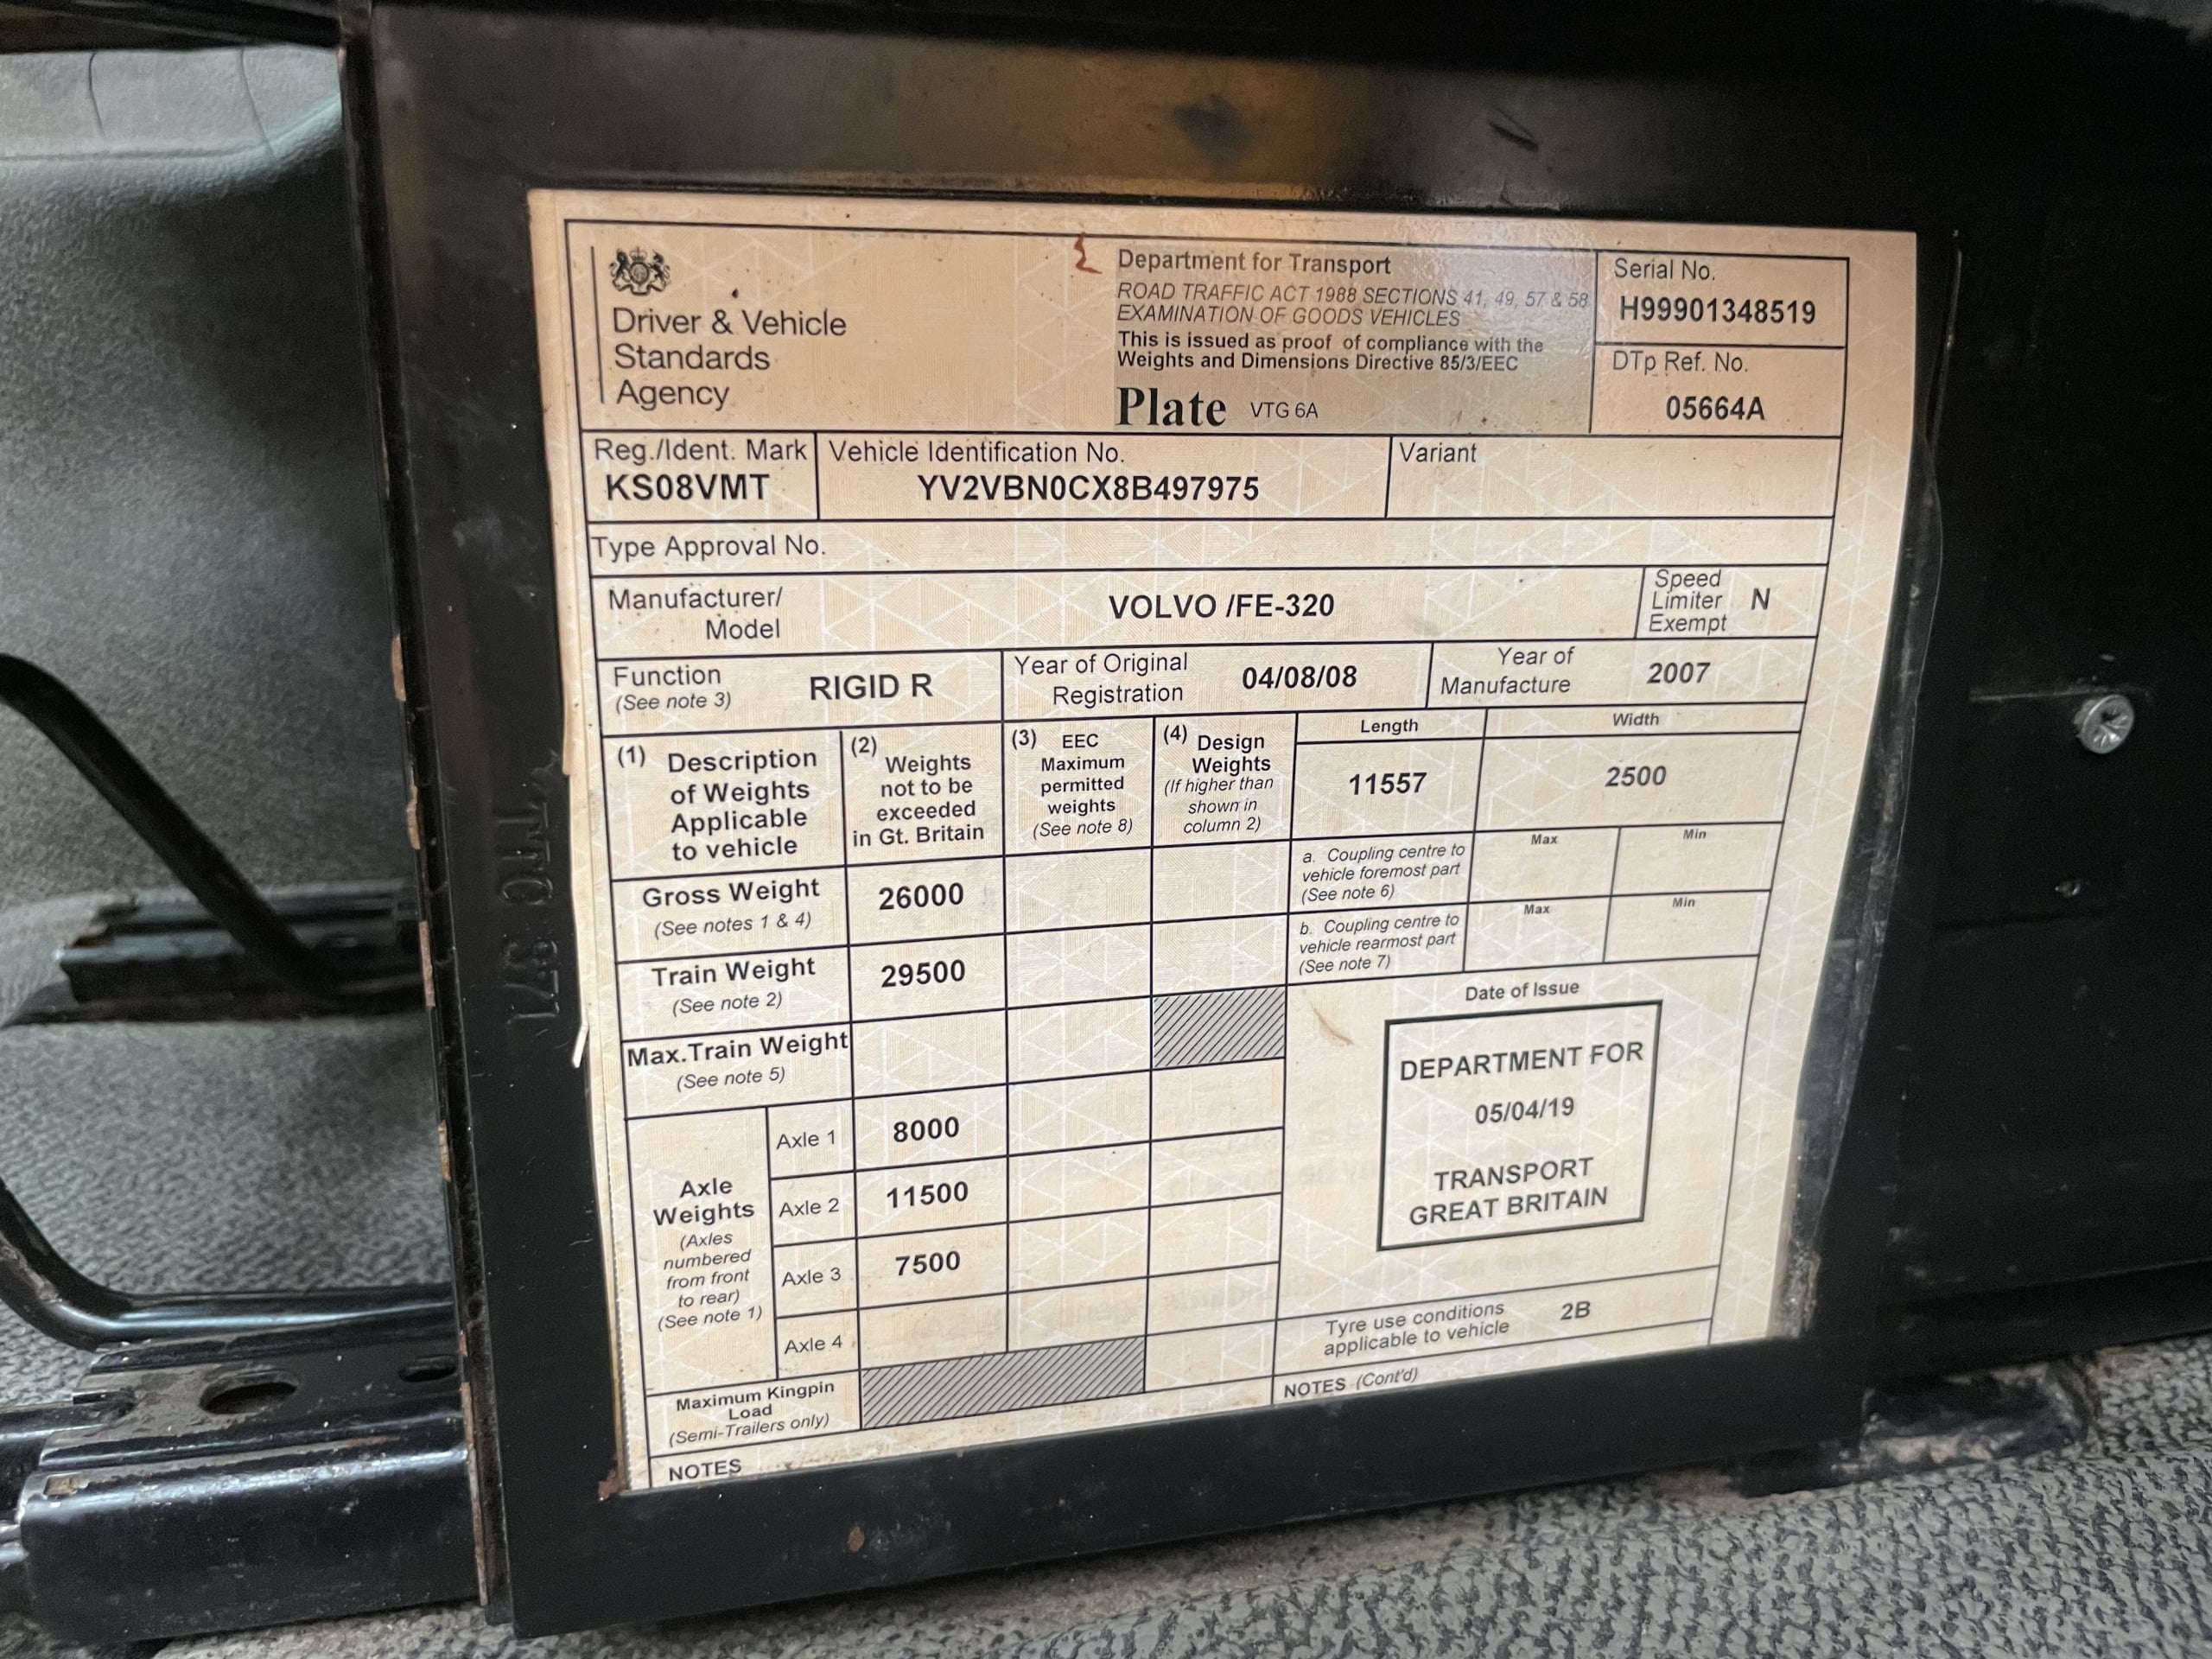 Driver & Vehicle
Standards
Agency
Department for Transport
ROAD TRAFFIC ACT 1988 SECTIONS 41, 49, 57 & 58
EXAMINATION OF GOODS VEHICLES
This is issued as proof of compliance with the
Weights and Dimensions Directive 85/3/EEC
Plate VTG 6A
Serial No.
H99901348519
DTp Ref. No.
05664A
Reg./Ident. Mark
KS08VMT
Vehicle Identification No.
YV2VBN0CX8B497975
Variant
Type Approval No.
Manufacturer/
Model
VOLVO /FE-320
Speed
Limiter
Exempt
N
Function
(See note 3)
RIGID R
Year of Original
Registration
04/08/08
Year of
Manufacture
2007
(1) Description
of Weights
Applicable
to vehicle
(2) Weights
not to be
exceeded
in Gt. Britain
(3) EEC
Maximum
permitted
weights
(See note 8)
(4) Design
Weights
(If higher than
shown in
column 2)
Length
11557
Width
2500
a. Coupling centre to
vehicle foremost part
(See note 6)
Max
Min
b. Coupling centre to
vehicle rearmost part
(See note 7)
Max
Min
Gross Weight
(See notes 1 & 4)
26000
Train Weight
(See note 2)
29500
Max.Train Weight
(See note 5)
Axle
Weights
(Axles
numbered
from front
to rear)
(See note 1)
Axle 1
8000
Axle 2
11500
Axle 3
7500
Axle 4
Maximum Kingpin
Load
(Semi-Trailers only)
Date of Issue
DEPARTMENT FOR
05/04/19
TRANSPORT
GREAT BRITAIN
Tyre use conditions
applicable to vehicle
2B
NOTES
NOTES (Cont'd)